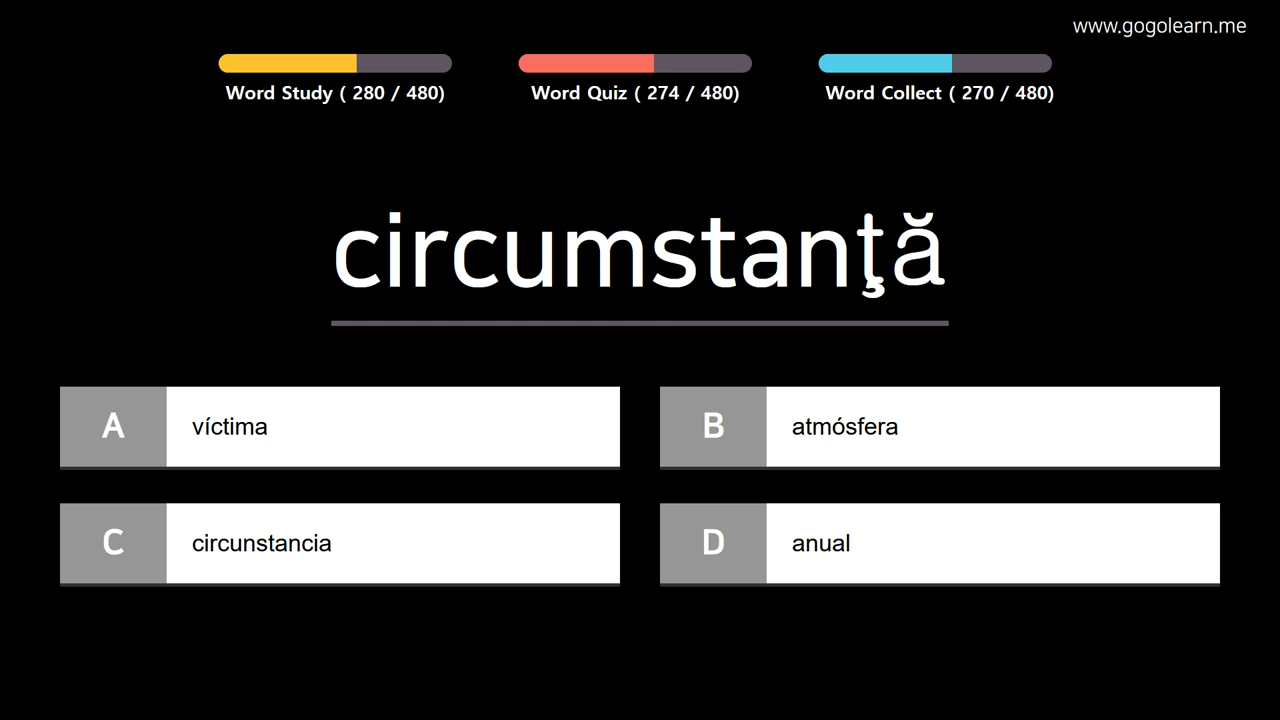 www.gogolearn.me
Word Study ( 280 / 480)
Word Quiz ( 274 / 480)
Word Collect ( 270 / 480)
circumstanţă
A víctima
B atmósfera
C circunstancia
D anual